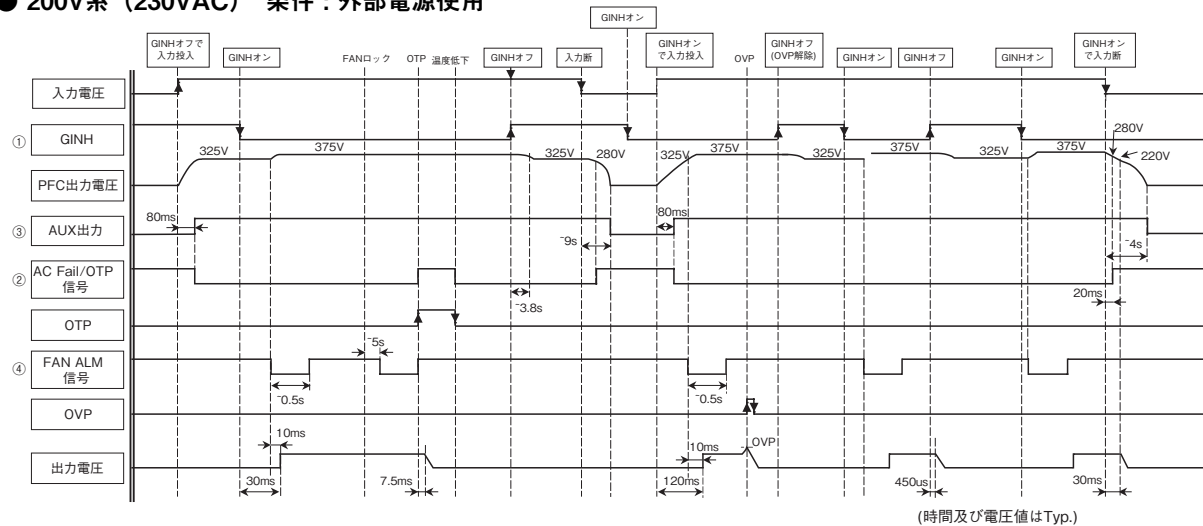 ● 200V系（230VAC） 条件：外部電源使用
GINHオフで
入力投入
GINHオン
FANロック
OTP
温度低下
GINHオフ
入力断
GINHオン
GINHオン
で入力投入
OVP
GINHオフ
(OVP解除)
GINHオン
GINHオフ
GINHオン
GINHオン
で入力断
入力電圧
① GINH
PFC出力電圧
325V
375V
325V
280V
325V
375V
325V
375V
325V
375V
280V
220V
③ AUX出力
80ms
~9s
80ms
~4s
② AC Fail/OTP
信号
~3.8s
20ms
OTP
④ FAN ALM
信号
~5s
~0.5s
~0.5s
OVP
出力電圧
10ms
30ms
7.5ms
10ms
120ms
OVP
450us
30ms
(時間及び電圧値はTyp.)